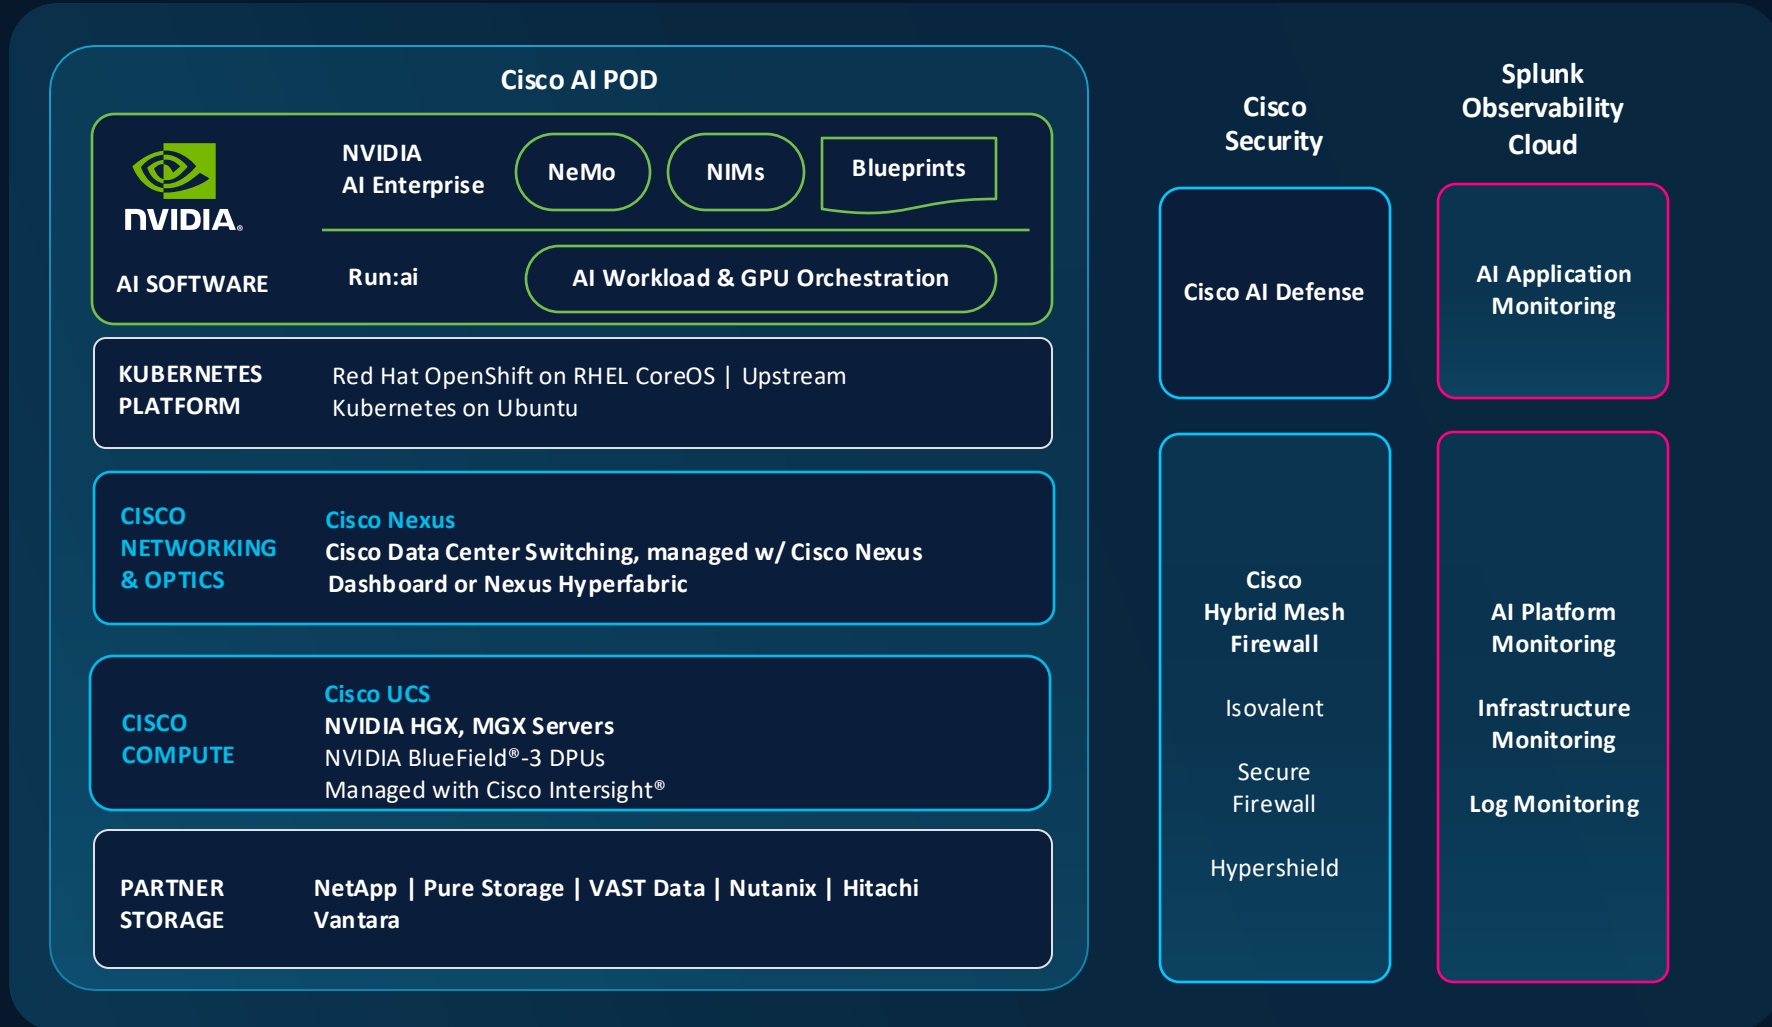 Cisco AI POD
NVIDIA®
AI SOFTWARE
NVIDIA
AI Enterprise
NeMo
NIMs
Blueprints
Run:ai
AI Workload & GPU Orchestration
KUBERNETES
PLATFORM
Red Hat OpenShift on RHEL CoreOS | Upstream
Kubernetes on Ubuntu
CISCO
NETWORKING
& OPTICS
Cisco Nexus
Cisco Data Center Switching, managed w/ Cisco Nexus
Dashboard or Nexus Hyperfabric
CISCO
COMPUTE
Cisco UCS
NVIDIA HGX, MGX Servers
NVIDIA BlueField®-3 DPUs
Managed with Cisco Intersight®
PARTNER
STORAGE
NetApp | Pure Storage | VAST Data | Nutanix | Hitachi
Vantara
Cisco
Security
Cisco AI Defense
Cisco
Hybrid Mesh
Firewall
Isovalent
Secure
Firewall
Hypershield
Splunk
Observability
Cloud
AI Application
Monitoring
AI Platform
Monitoring
Infrastructure
Monitoring
Log Monitoring